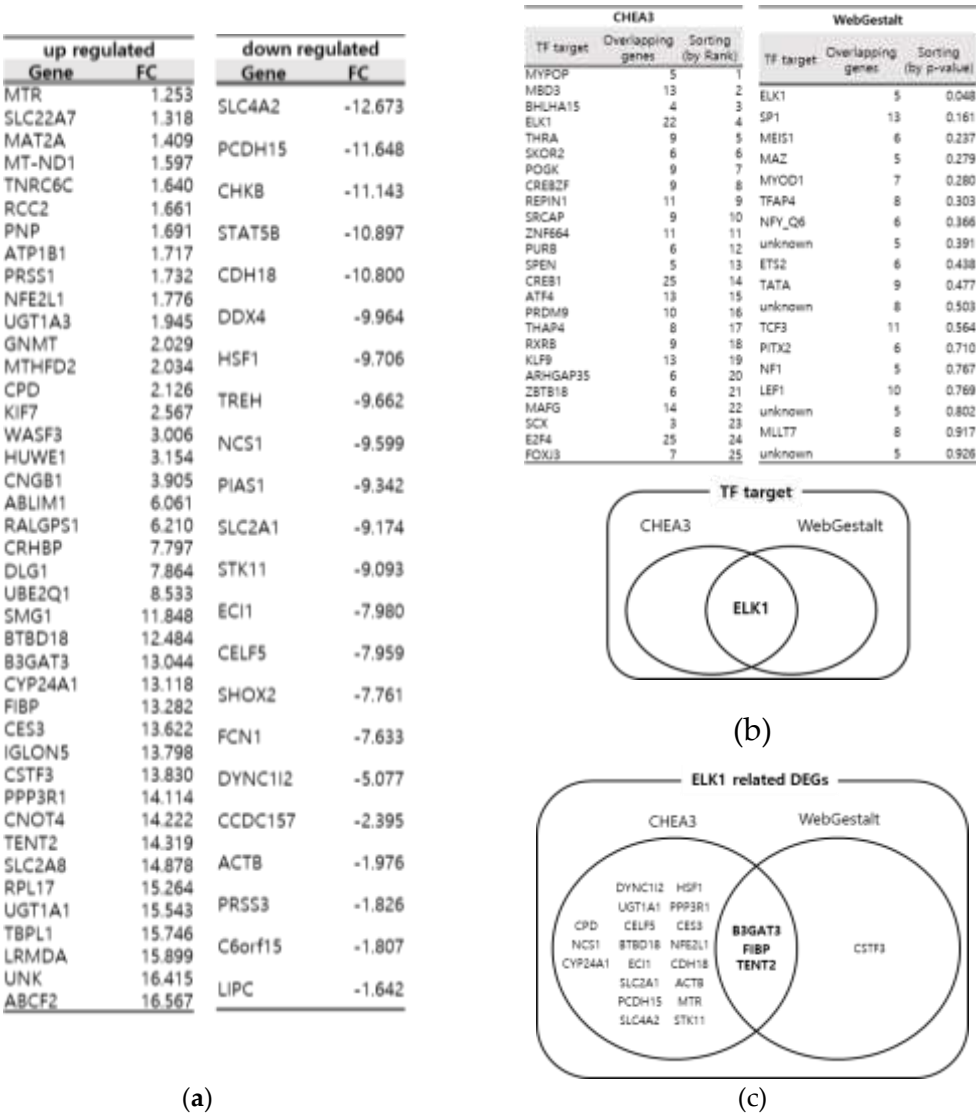 up regulated
Gene FC
MTR 1.253
SLC22A7 1.318
MAT2A 1.409
MT-ND1 1.597
TNRC6C 1.640
RCC2 1.661
PNP 1.691
ATP1B1 1.717
PRSS1 1.732
NFE2L1 1.776
UGT1A3 1.945
GNMT 2.029
MTHFD2 2.034
CPD 2.126
KIF7 2.567
WASF3 3.006
HUWE1 3.154
CNGB1 3.905
ABLIM1 6.061
RALGPS1 6.210
CRHBP 7.797
DLG1 7.864
UBE2Q1 8.533
SMG1 11.848
BTBD18 12.484
B3GAT3 13.044
CYP24A1 13.118
FIBP 13.282
CES3 13.622
IGLON5 13.798
CSTF3 13.830
PPP3R1 14.114
CNOT4 14.222
TENT2 14.319
SLC2A8 14.878
RPL17 15.264
UGT1A1 15.543
TBPL1 15.746
LRMDA 15.899
UNK 16.415
ABCF2 16.567
down regulated
Gene FC
SLC4A2 -12.673
PCDH15 -11.648
CHKB -11.143
STAT5B -10.897
CDH18 -10.800
DDX4 -9.964
HSF1 -9.706
TREH -9.662
NCS1 -9.599
PIAS1 -9.342
SLC2A1 -9.174
STK11 -9.093
ECI1 -7.980
CELF5 -7.959
SHOX2 -7.761
FCN1 -7.633
DYNC1I2 -5.077
CCDC157 -2.395
ACTB -1.976
PRSS3 -1.826
C6orf15 -1.807
LIPC -1.642
(a)
CHEA3
TF target Overlapping genes Sorting (by Rank)
MYPOP 5 1
MBD3 13 2
BHLHA15 4 3
ELK1 22 4
THRA 9 5
SKOR2 6 6
POGK 9 7
CREBZF 9 8
REPIN1 11 9
SRCAP 9 10
ZNF664 11 11
PURB 6 12
SPEN 5 13
CREB1 25 14
ATF4 13 15
PRDM9 10 16
THAP4 8 17
RXRB 9 18
KLF9 13 19
ARHGAP35 6 20
ZBTB18 6 21
MAFG 14 22
SCX 3 23
E2F4 25 24
FOXJ3 7 25
WebGestalt
TF target Overlapping genes Sorting (by p-value)
ELK1 5 0.048
SP1 13 0.161
MEIS1 6 0.237
MAZ 5 0.279
MYOD1 7 0.280
TFAP4 8 0.303
NFY_Q6 6 0.366
unknown 5 0.391
ETS2 6 0.438
TATA 9 0.477
unknown 8 0.503
TCF3 11 0.564
PITX2 6 0.710
NF1 5 0.767
LEF1 10 0.769
unknown 5 0.802
MLLT7 8 0.917
unknown 5 0.926
TF target
CHEA3 WebGestalt
ELK1
(b)
ELK1 related DEGs
CHEA3 WebGestalt
DYNC1I2 HSF1
UGT1A1 PPP3R1
CPD CELF5 CES3
NCS1 BTBD18 NFE2L1
CYP24A1 ECI1 CDH18
SLC2A1 ACTB
PCDH15 MTR
SLC4A2 STK11
B3GAT3
FIBP
TENT2
CSTF3
(c)